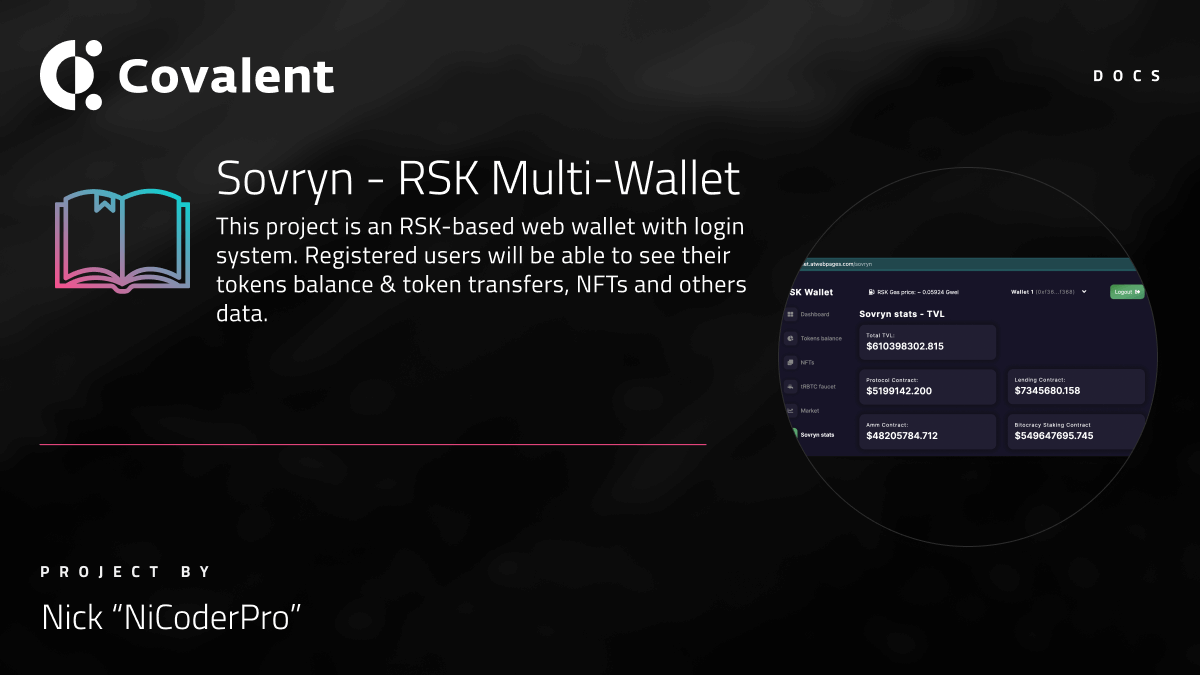 Covalent
DOCS
Sovryn - RSK Multi-Wallet
This project is an RSK-based web wallet with login
system. Registered users will be able to see their
tokens balance & token transfers, NFTs and others
data.
et.atwebpages.com/sovryn
SK Wallet
RSK Gas price: ~ 0.05924 Gwei
Wallet 1 (0xf36...f368)
Logout
Dashboard
Tokens balance
NFTs
tRBTC faucet
Market
Sovryn stats
Sovryn stats - TVL
Total TVL:
$610398302.815
Protocol Contract:
$5199142.200
Lending Contract:
$7345680.158
Amm Contract:
$48205784.712
Bitocracy Staking Contract
$549647695.745
PROJECT BY
Nick “NiCoderPro”